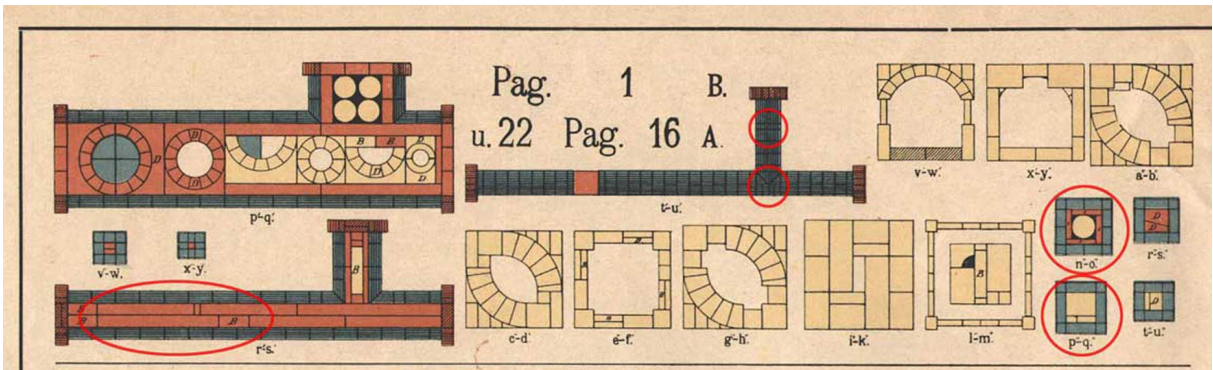 Pag. 1 B.
u. 22 Pag. 16 A.
B D
D D B B D
D D D
p'-q'.
t'-u'.
v'-w'.
x'-y'.
a''-b''.
v'-w'.
x'-y'.
B
B B B
r'-s'.
c''-d''.
B B B B
e''-f''.
g''-h''.
i''-k''.
B
l''-m''.
n''-o''.
D D
r''-s''.
p''-q''.
D
t''-u''.